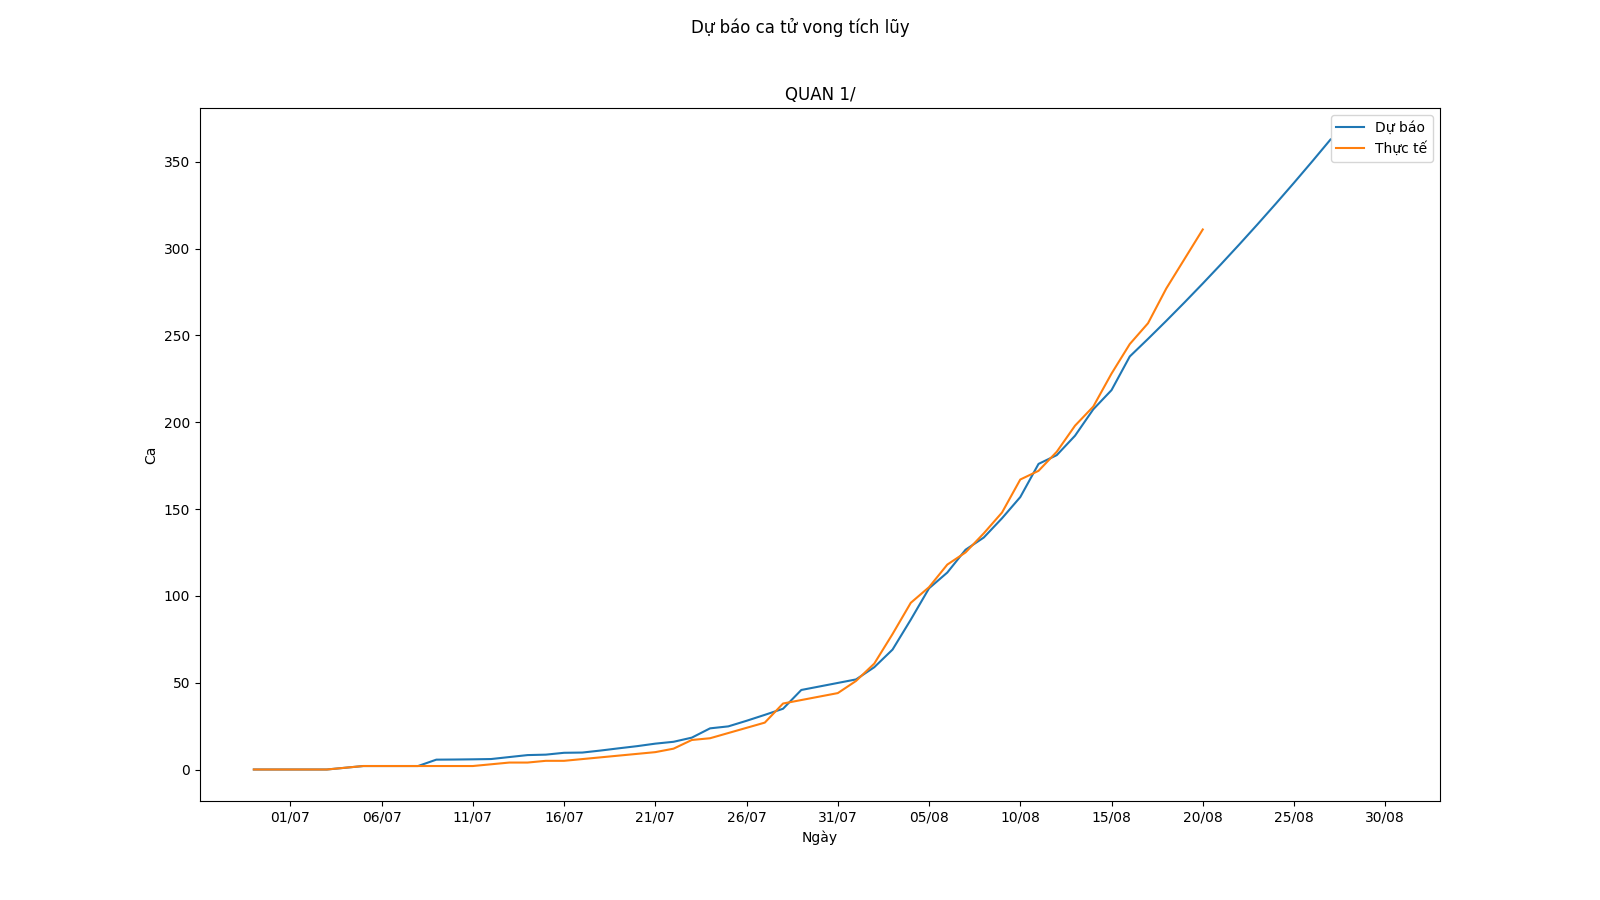 Dự báo ca tử vong tích lũy
QUAN 1/
Dự báo
Thực tế
350
300
250
200
150
100
50
0
Ca
01/07 06/07 11/07 16/07 21/07 26/07 31/07 05/08 10/08 15/08 20/08 25/08 30/08
Ngày